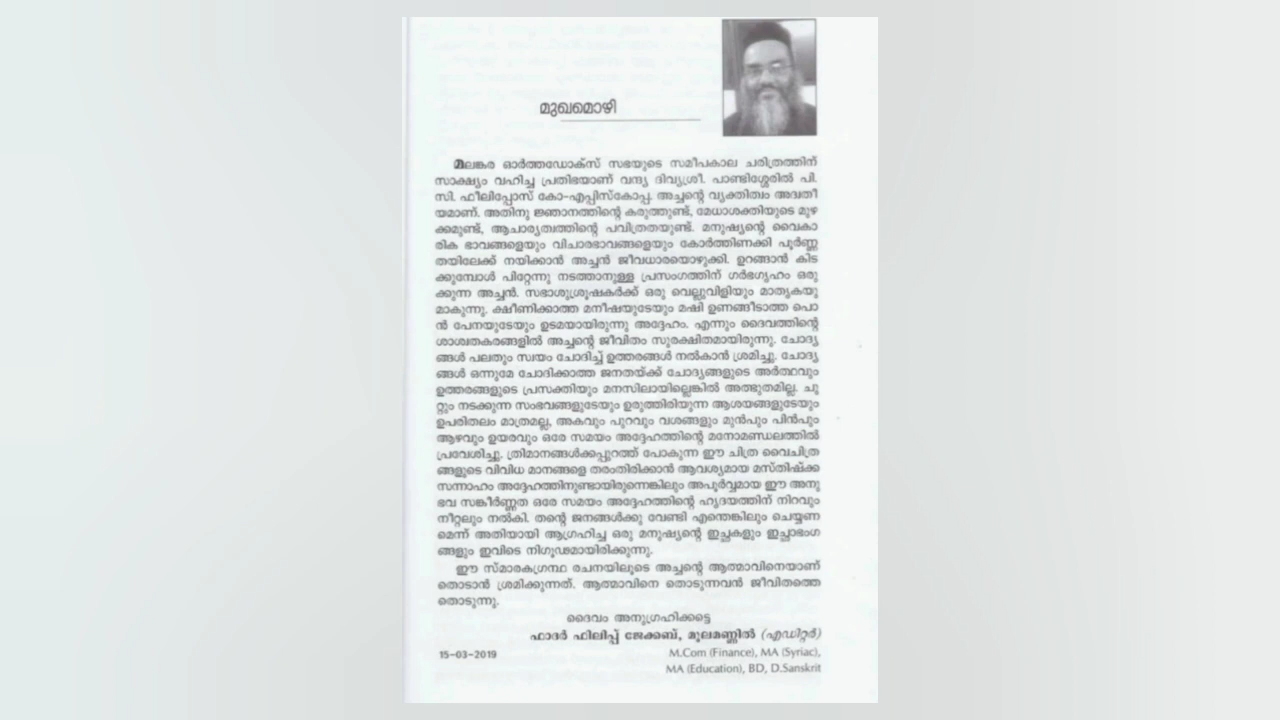 മുഖമൊഴി
മലങ്കര ഓർത്തഡോക്സ് സഭയുടെ സമീപകാല ചരിത്രത്തിന്
സാക്ഷ്യം വഹിച്ച പ്രതിഭയാണ് വന്ദ്യ ദിവ്യശ്രീ. പാണ്ടിശ്ശേരിൽ പി.
സി. ഫീലിപ്പോസ് കോ-എപ്പിസ്കോപ്പ. അച്ചന്റെ വ്യക്തിത്വം അദ്വതീ
യമാണ്. അതിനു ജ്ഞാനത്തിന്റെ കരുത്തുണ്ട്, മേധാശക്തിയുടെ മുഴ
ക്കമുണ്ട്, ആചാര്യത്വത്തിന്റെ പവിത്രതയുണ്ട്. മനുഷ്യന്റെ വൈകാ
രിക ഭാവങ്ങളെയും വിചാരഭാവങ്ങളെയും കോർത്തിണക്കി പൂർണ്ണ
തയിലേക്ക് നയിക്കാൻ അച്ചൻ ജീവധാരയൊഴുക്കി. ഉറങ്ങാൻ കിട
ക്കുമ്പോൾ പിറ്റേന്നു നടത്താനുള്ള പ്രസംഗത്തിന് ഗർഭഗൃഹം ഒരു
ക്കുന്ന അച്ചൻ. സഭാശുശ്രൂഷകർക്ക് ഒരു വെല്ലുവിളിയും മാതൃകയു
മാകുന്നു. ക്ഷീണിക്കാത്ത മനീഷയുടേയും മഷി ഉണങ്ങീടാത്ത പൊ
ൻ പേനയുടേയും ഉടമയായിരുന്നു അദ്ദേഹം. എന്നും ദൈവത്തിന്റെ
ശാശ്വതകരങ്ങളിൽ അച്ചന്റെ ജീവിതം സുരക്ഷിതമായിരുന്നു. ചോദ്യ
ങ്ങൾ പലതും സ്വയം ചോദിച്ച് ഉത്തരങ്ങൾ നൽകാൻ ശ്രമിച്ചു. ചോദ്യ
ങ്ങൾ ഒന്നുമേ ചോദിക്കാത്ത ജനതയ്ക്ക് ചോദ്യങ്ങളുടെ അർത്ഥവും
ഉത്തരങ്ങളുടെ പ്രസക്തിയും മനസിലായില്ലെങ്കിൽ അത്ഭുതമില്ല. ചു
റ്റും നടക്കുന്ന സംഭവങ്ങളുടേയും ഉരുത്തിരിയുന്ന ആശയങ്ങളുടേയും
ഉപരിതലം മാത്രമല്ല, അകവും പുറവും വശങ്ങളും മുൻപും പിൻപും
ആഴവും ഉയരവും ഒരേ സമയം അദ്ദേഹത്തിന്റെ മനോമണ്ഡലത്തിൽ
പ്രവേശിച്ചു. ത്രിമാനങ്ങൾക്കപ്പുറത്ത് പോകുന്ന ഈ ചിത്ര വൈചിത്ര
ങ്ങളുടെ വിവിധ മാനങ്ങളെ തരംതിരിക്കാൻ ആവശ്യമായ മസ്തിഷ്ക്ക
സന്നാഹം അദ്ദേഹത്തിനുണ്ടായിരുന്നെങ്കിലും അപൂർവ്വമായ ഈ അനു
ഭവ സങ്കീർണ്ണത ഒരേ സമയം അദ്ദേഹത്തിന്റെ ഹൃദയത്തിന് നിറവും
നീറ്റലും നൽകി. തന്റെ ജനങ്ങൾക്കു വേണ്ടി എന്തെങ്കിലും ചെയ്യണ
മെന്ന് അതിയായി ആഗ്രഹിച്ച ഒരു മനുഷ്യന്റെ ഇച്ഛകളും ഇച്ഛാഭംഗ
ങ്ങളും ഇവിടെ നിഗൂഢമായിരിക്കുന്നു.
ഈ സ്മാരകഗ്രന്ഥ രചനയിലൂടെ അച്ചന്റെ ആത്മാവിനെയാണ്
തൊടാൻ ശ്രമിക്കുന്നത്. ആത്മാവിനെ തൊടുന്നവൻ ജീവിതത്തെ
തൊടുന്നു.
ദൈവം അനുഗ്രഹിക്കട്ടെ
ഫാദർ ഫിലിപ്പ് ജേക്കബ്, മൂലമണ്ണിൽ (എഡിറ്റർ)
15-03-2019 M.Com (Finance), MA (Syriac),
MA (Education), BD, D.Sanskrit